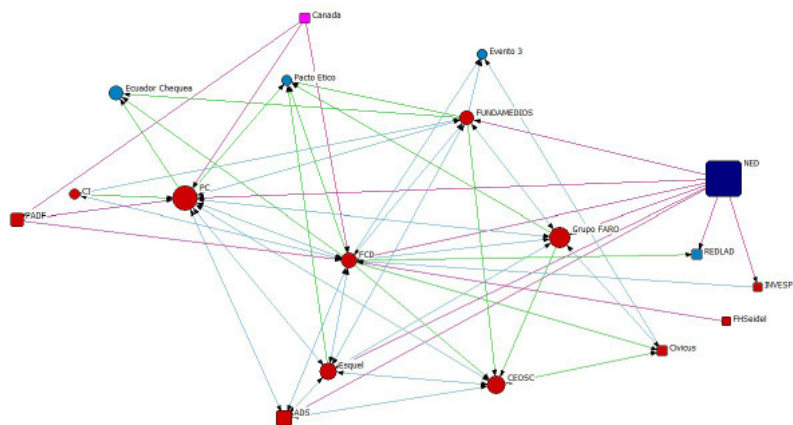 Canada
Evento 3
Pacto Etico
Ecuador Chequea
FUNDAMEDIOS
NED
CI
PC
PADF
Grupo FARO
REDLAD
FCD
INVESP
FHSeidel
Civicus
Esquel
CEOSC